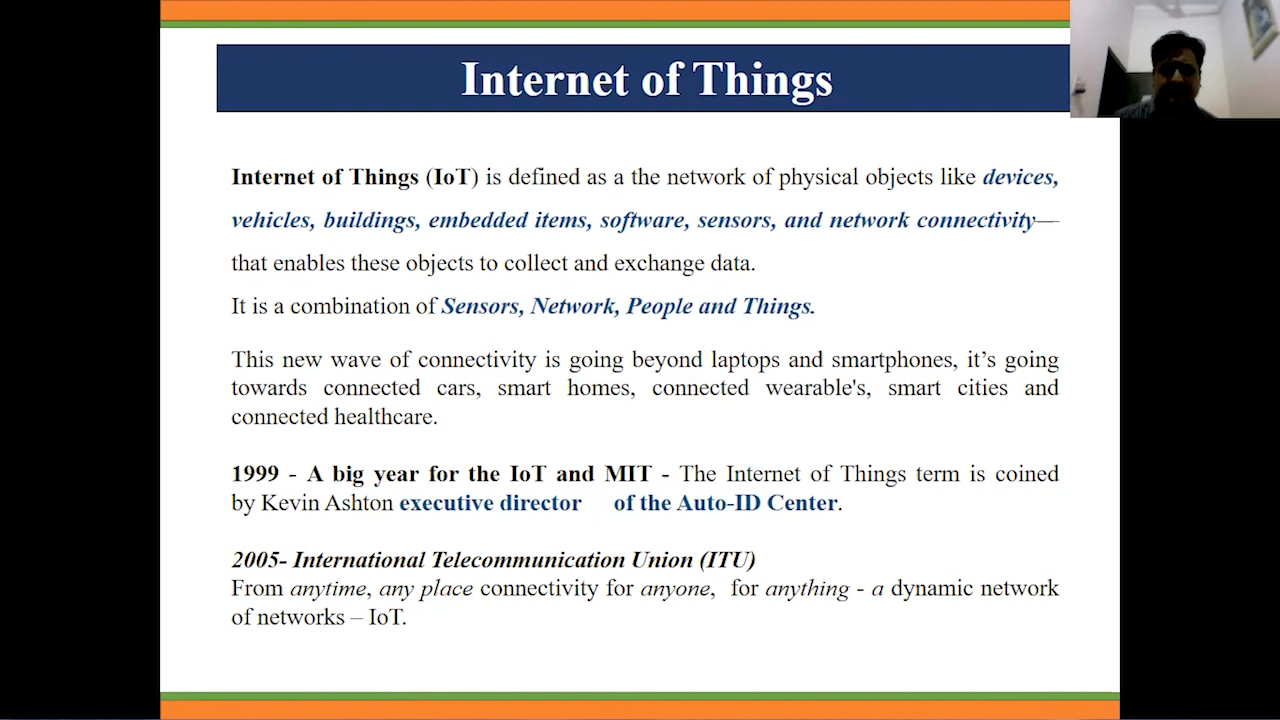 Internet of Things
Internet of Things (IoT) is defined as a the network of physical objects like devices,
vehicles, buildings, embedded items, software, sensors, and network connectivity—
that enables these objects to collect and exchange data.
It is a combination of Sensors, Network, People and Things.
This new wave of connectivity is going beyond laptops and smartphones, it’s going
towards connected cars, smart homes, connected wearable's, smart cities and
connected healthcare.
1999 - A big year for the IoT and MIT - The Internet of Things term is coined
by Kevin Ashton executive director of the Auto-ID Center.
2005- International Telecommunication Union (ITU)
From anytime, any place connectivity for anyone, for anything - a dynamic network
of networks – IoT.